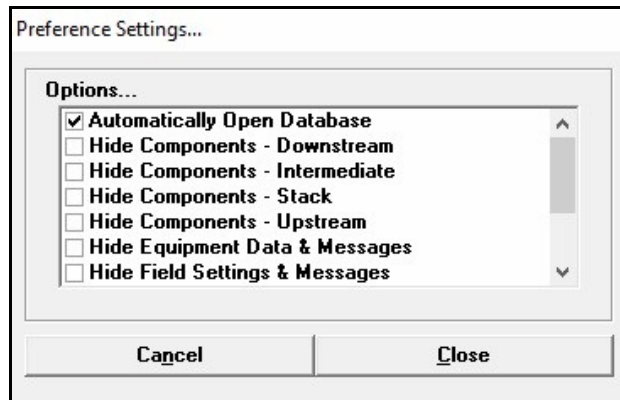 Preference Settings...
Options...
Automatically Open Database
Hide Components - Downstream
Hide Components - Intermediate
Hide Components - Stack
Hide Components - Upstream
Hide Equipment Data & Messages
Hide Field Settings & Messages
Cancel Close